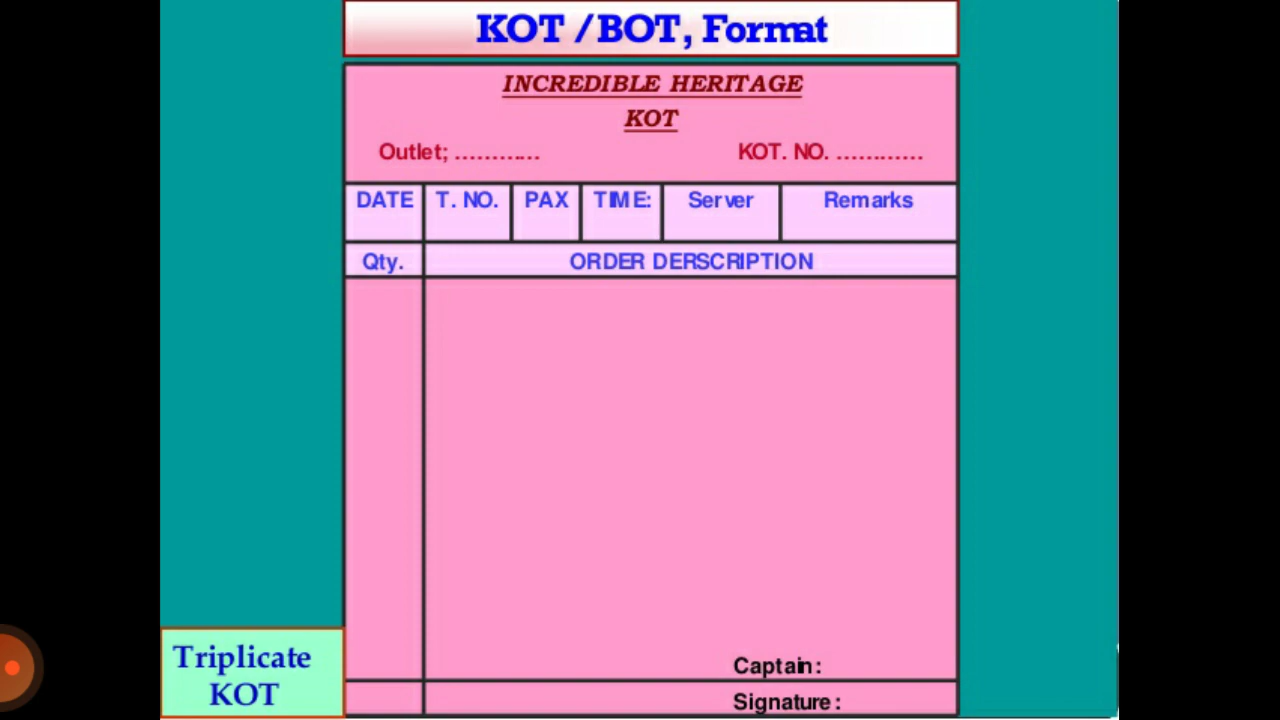 KOT /BOT, Format
INCREDIBLE HERITAGE
KOT
Outlet; ............ KOT. NO. ............
DATE T. NO. PAX TIME: Server Remarks
Qty. ORDER DERSCRIPTION
Captain:
Signature:
Triplicate
KOT